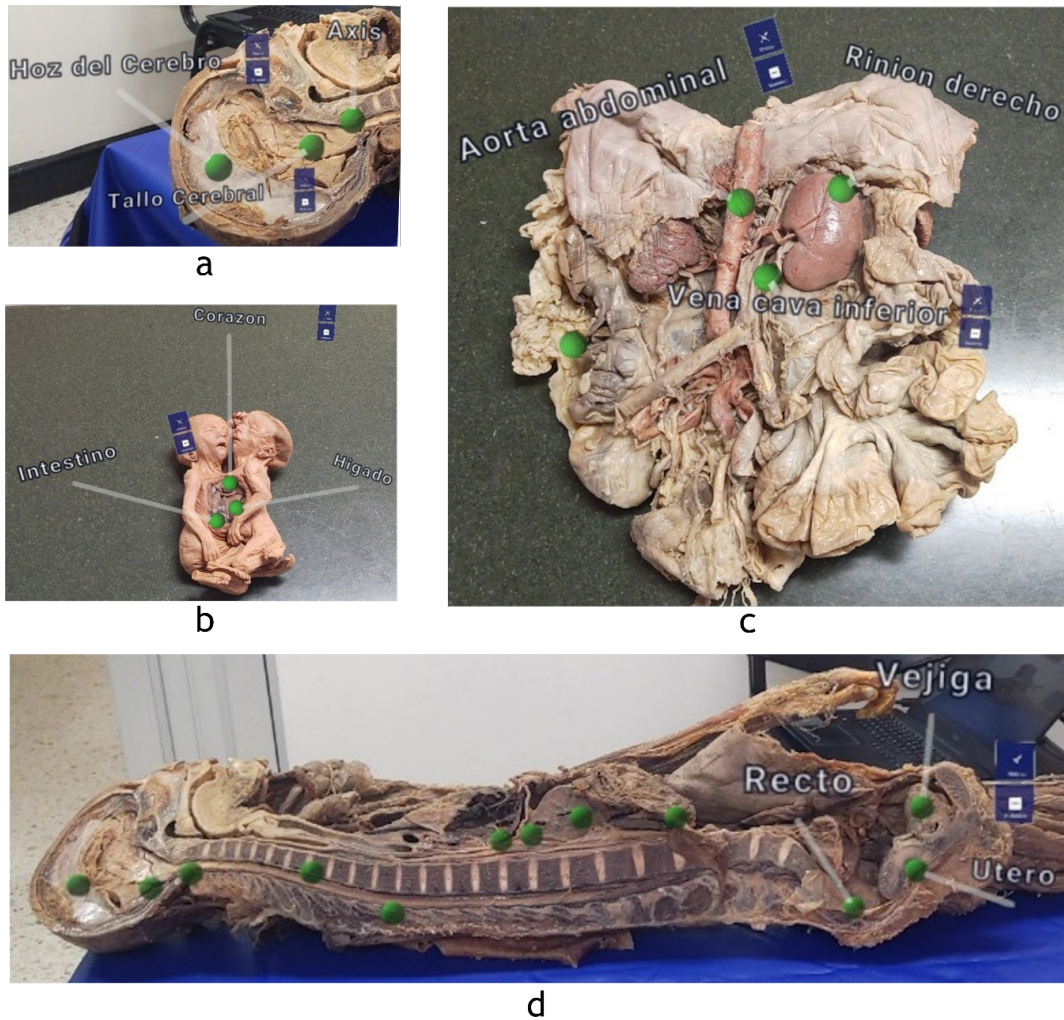 Axis
Hoz del Cerebro
Tallo Cerebral
a
Corazon
Intestino
Higado
b
Aorta abdominal
Rinion derecho
Vena cava inferior
c
Vejiga
Recto
Utero
d